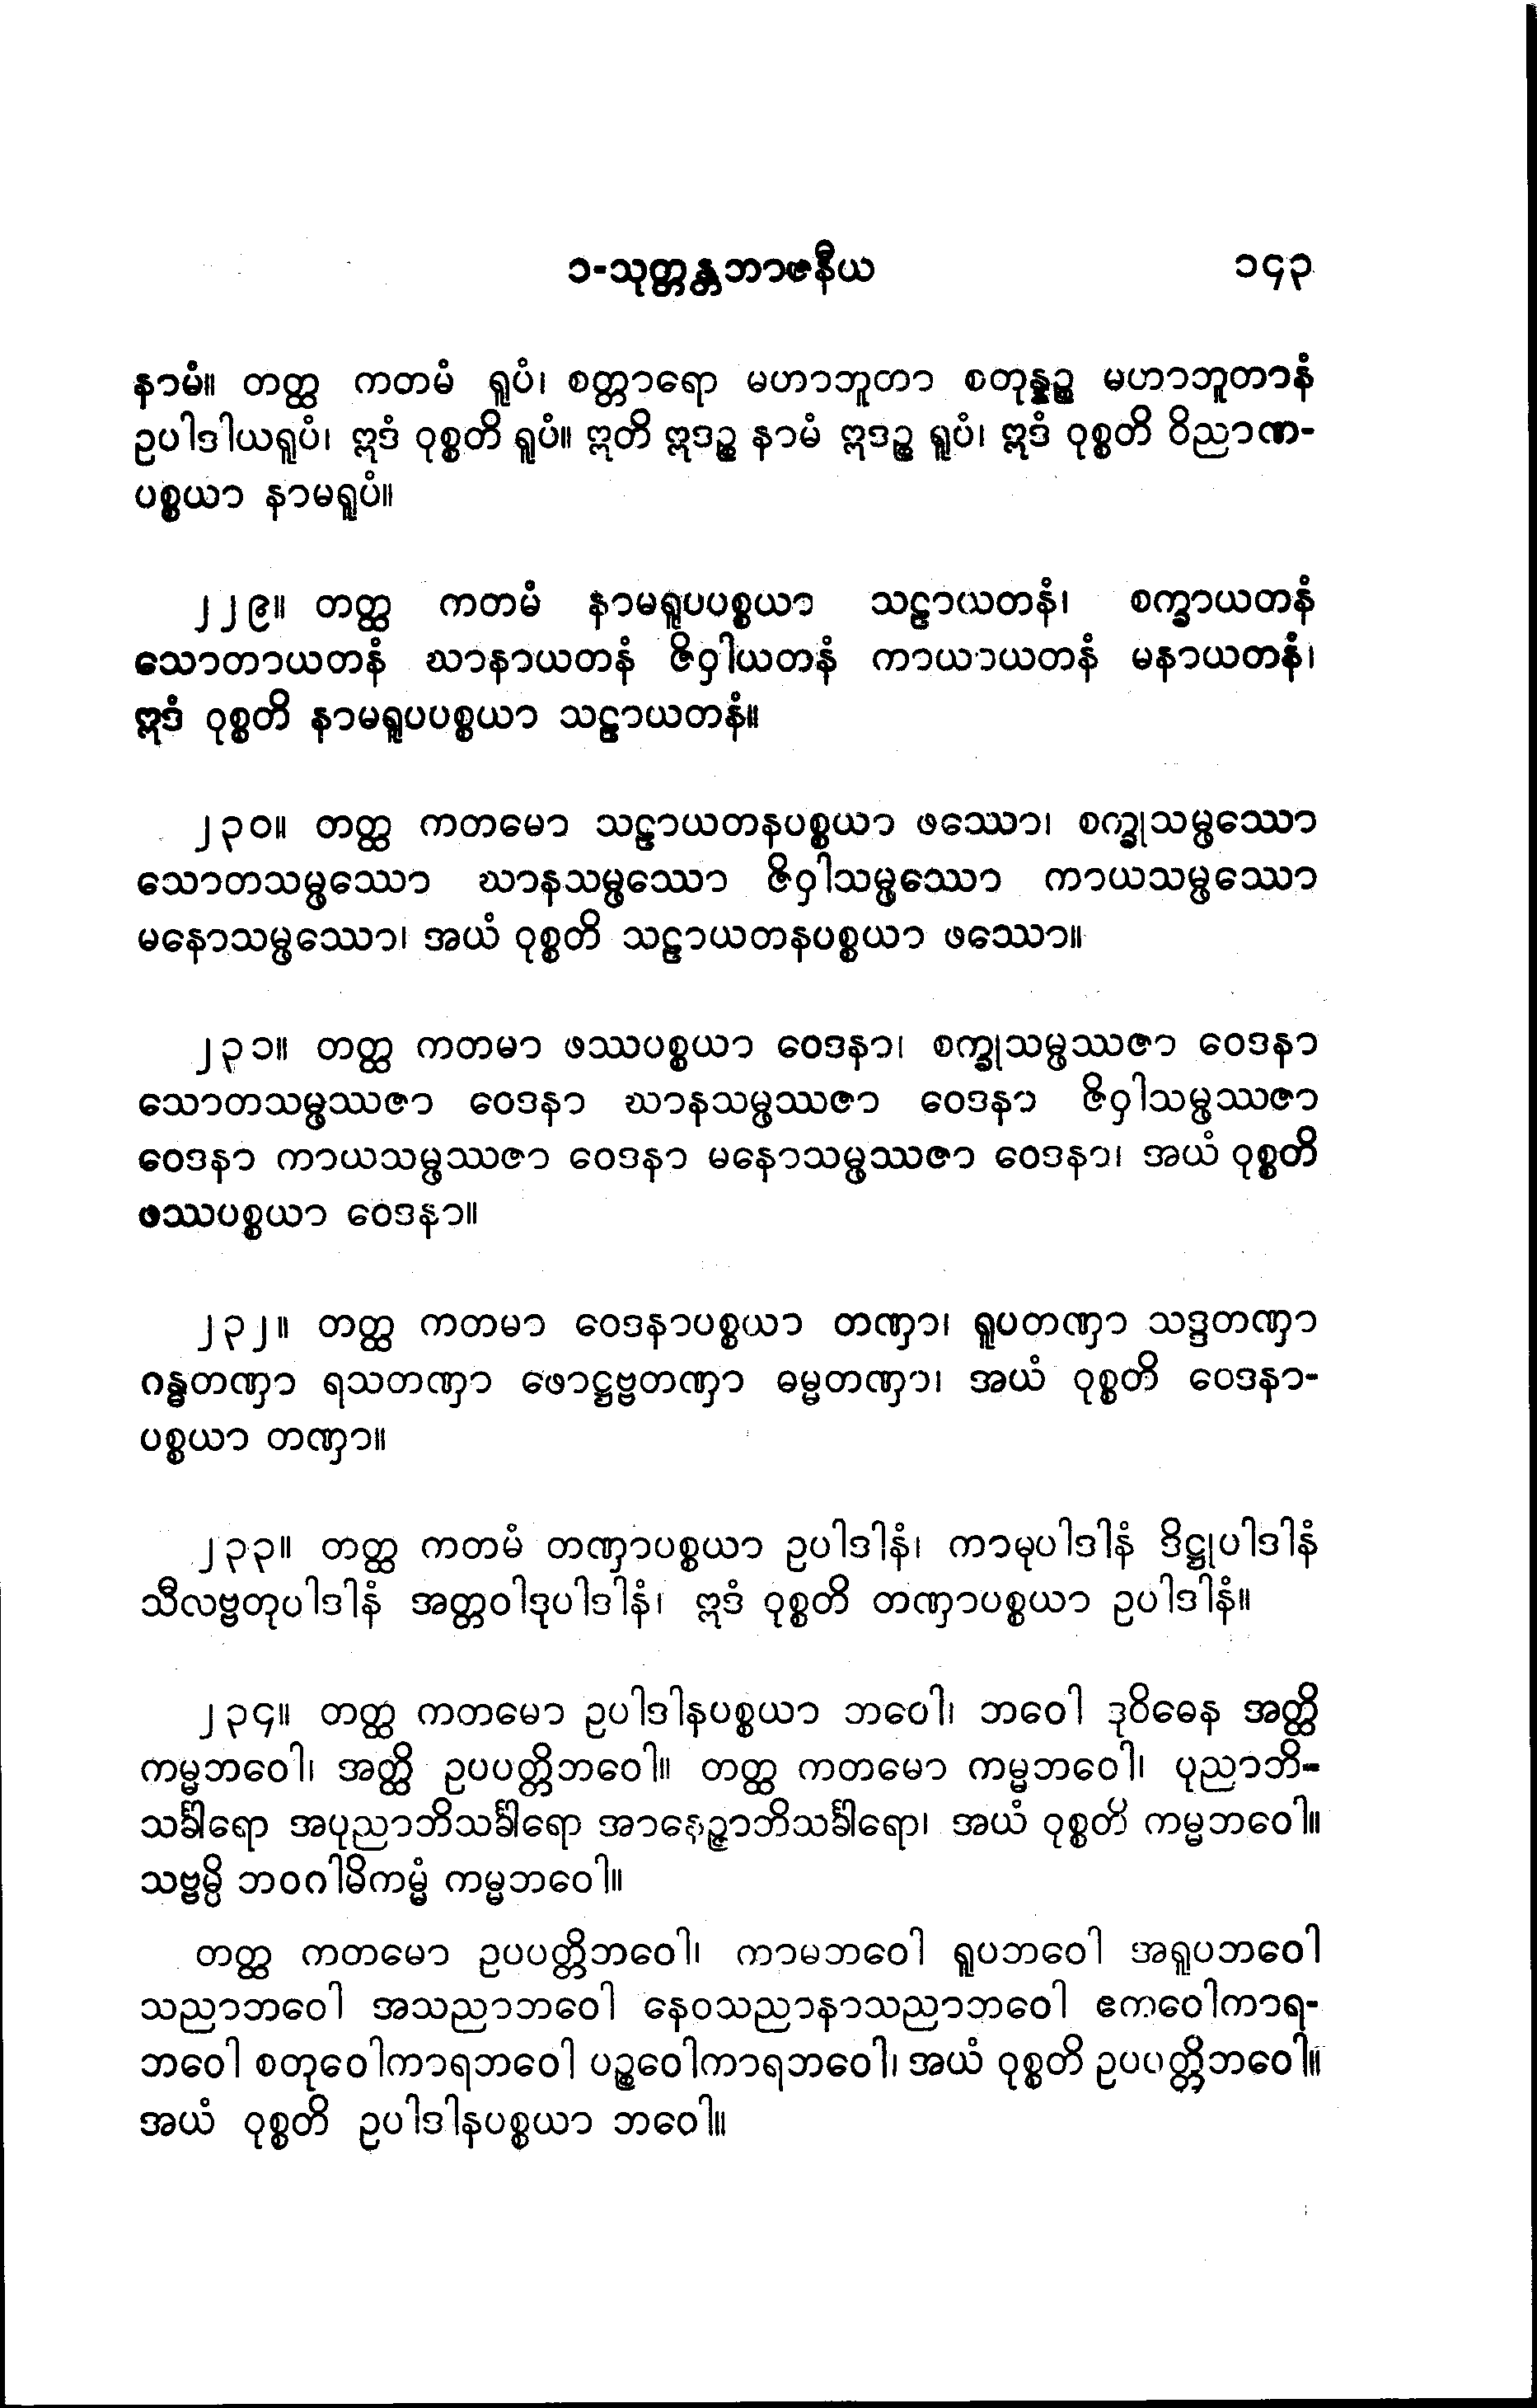 ၁-သုတ္တန္တဘာဇနီယ ၁၄၃
နာမံ။ တတ္ထ ကတမံ ရူပံ၊ စတ္တာရော မဟာဘူတာ စတုန္နဉ္စ မဟာဘူတာနံ
ဥပါဒါယရူပံ၊ ဣဒံ ဝုစ္စတိ ရူပံ။ ဣတိ ဣဒဉ္စ နာမံ ဣဒဉ္စ ရူပံ၊ ဣဒံ ဝုစ္စတိ ဝိညာဏ-
ပစ္စယာ နာမရူပံ။
၂၂၉။ တတ္ထ ကတမံ နာမရူပပစ္စယာ သဠာယတနံ၊ စက္ခာယတနံ
သောတာယတနံ ဃာနာယတနံ ဇိဝှါယတနံ ကာယာယတနံ မနာယတနံ၊
ဣဒံ ဝုစ္စတိ နာမရူပပစ္စယာ သဠာယတနံ။
၂၃၀။ တတ္ထ ကတမော သဠာယတနပစ္စယာ ဖဿော၊ စက္ခုသမ္ဖဿော
သောတသမ္ဖဿော ဃာနသမ္ဖဿော ဇိဝှါသမ္ဖဿော ကာယသမ္ဖဿော
မနောသမ္ဖဿော၊ အယံ ဝုစ္စတိ သဠာယတနပစ္စယာ ဖဿော။
၂၃၁။ တတ္ထ ကတမာ ဖဿပစ္စယာ ဝေဒနာ၊ စက္ခုသမ္ဖဿဇာ ဝေဒနာ
သောတသမ္ဖဿဇာ ဝေဒနာ ဃာနသမ္ဖဿဇာ ဝေဒနာ ဇိဝှါသမ္ဖဿဇာ
ဝေဒနာ ကာယသမ္ဖဿဇာ ဝေဒနာ မနောသမ္ဖဿဇာ ဝေဒနာ၊ အယံ ဝုစ္စတိ
ဖဿပစ္စယာ ဝေဒနာ။
၂၃၂။ တတ္ထ ကတမာ ဝေဒနာပစ္စယာ တဏှာ၊ ရူပတဏှာ သဒ္ဒတဏှာ
ဂန္ဓတဏှာ ရသတဏှာ ဖောဋ္ဌဗ္ဗတဏှာ ဓမ္မတဏှာ၊ အယံ ဝုစ္စတိ ဝေဒနာ-
ပစ္စယာ တဏှာ။
၂၃၃။ တတ္ထ ကတမံ တဏှာပစ္စယာ ဥပါဒါနံ၊ ကာမုပါဒါနံ ဒိဋ္ဌုပါဒါနံ
သီလဗ္ဗတုပါဒါနံ အတ္တဝါဒုပါဒါနံ၊ ဣဒံ ဝုစ္စတိ တဏှာပစ္စယာ ဥပါဒါနံ။
၂၃၄။ တတ္ထ ကတမော ဥပါဒါနပစ္စယာ ဘဝေါ၊ ဘဝေါ ဒုဝိဓေန အတ္ထိ
ကမ္မဘဝေါ၊ အတ္ထိ ဥပပတ္တိဘဝေါ။ တတ္ထ ကတမော ကမ္မဘဝေါ၊ ပုညာဘိ-
သင်္ခါရော အပုညာဘိသင်္ခါရော အာနေဉ္ဇာဘိသင်္ခါရော၊ အယံ ဝုစ္စတိ ကမ္မဘဝေါ။
သဗ္ဗမ္ပိ ဘဝဂါမိကမ္မံ ကမ္မဘဝေါ။
တတ္ထ ကတမော ဥပပတ္တိဘဝေါ၊ ကာမဘဝေါ ရူပဘဝေါ အရူပဘဝေါ
သညာဘဝေါ အသညာဘဝေါ နေဝသညာနာသညာဘဝေါ ဧကဝေါကာရ-
ဘဝေါ စတုဝေါကာရဘဝေါ ပဉ္စဝေါကာရဘဝေါ၊ အယံ ဝုစ္စတိ ဥပပတ္တိဘဝေါ။
အယံ ဝုစ္စတိ ဥပါဒါနပစ္စယာ ဘဝေါ။